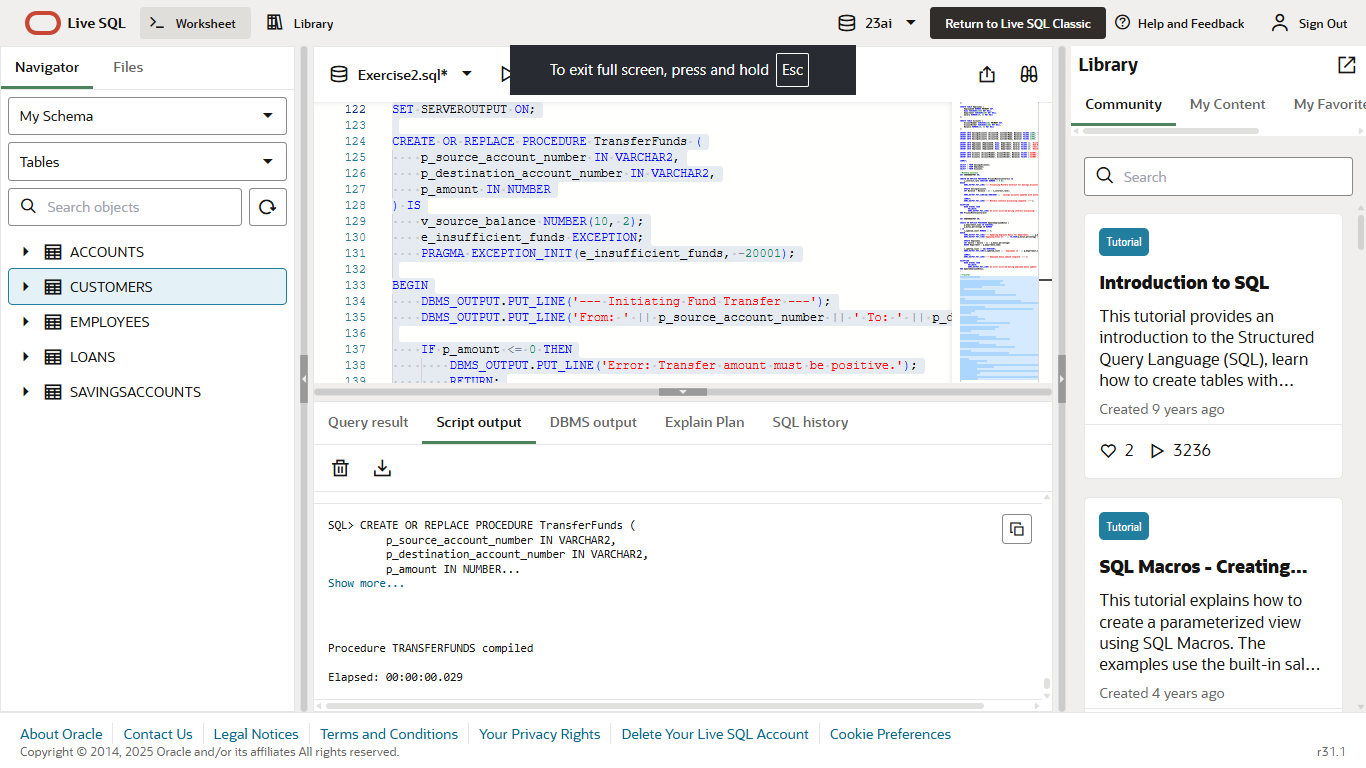 Live SQL
Worksheet
Library
23ai
Return to Live SQL Classic
Help and Feedback
Sign Out
Navigator
Files
My Schema
Tables
Search objects
ACCOUNTS
CUSTOMERS
EMPLOYEES
LOANS
SAVINGSACCOUNTS
Exercise2.sql*
To exit full screen, press and hold Esc
122 SET SERVEROUTPUT ON;
123
124 CREATE OR REPLACE PROCEDURE TransferFunds (
125 p_source_account_number IN VARCHAR2,
126 p_destination_account_number IN VARCHAR2,
127 p_amount IN NUMBER
128 ) IS
129 v_source_balance NUMBER(10, 2);
130 e_insufficient_funds EXCEPTION;
131 PRAGMA EXCEPTION_INIT(e_insufficient_funds, -20001);
132
133 BEGIN
134 DBMS_OUTPUT.PUT_LINE('--- Initiating Fund Transfer ---');
135 DBMS_OUTPUT.PUT_LINE('From: ' || p_source_account_number || ' To: ' || p_d
136
137 IF p_amount <= 0 THEN
138 DBMS_OUTPUT.PUT_LINE('Error: Transfer amount must be positive.');
139 RETURN;
Query result
Script output
DBMS output
Explain Plan
SQL history
SQL> CREATE OR REPLACE PROCEDURE TransferFunds (
p_source_account_number IN VARCHAR2,
p_destination_account_number IN VARCHAR2,
p_amount IN NUMBER...
Show more...
Procedure TRANSFERFUNDS compiled
Elapsed: 00:00:00.029
Library
Community
My Content
My Favorite
Search
Tutorial
Introduction to SQL
This tutorial provides an
introduction to the Structured
Query Language (SQL), learn
how to create tables with...
Created 9 years ago
2 3236
Tutorial
SQL Macros - Creating...
This tutorial explains how to
create a parameterized view
using SQL Macros. The
examples use the built-in sal...
Created 4 years ago
About Oracle
Contact Us
Legal Notices
Terms and Conditions
Your Privacy Rights
Delete Your Live SQL Account
Cookie Preferences
Copyright © 2014, 2025 Oracle and/or its affiliates All rights reserved.
r31.1